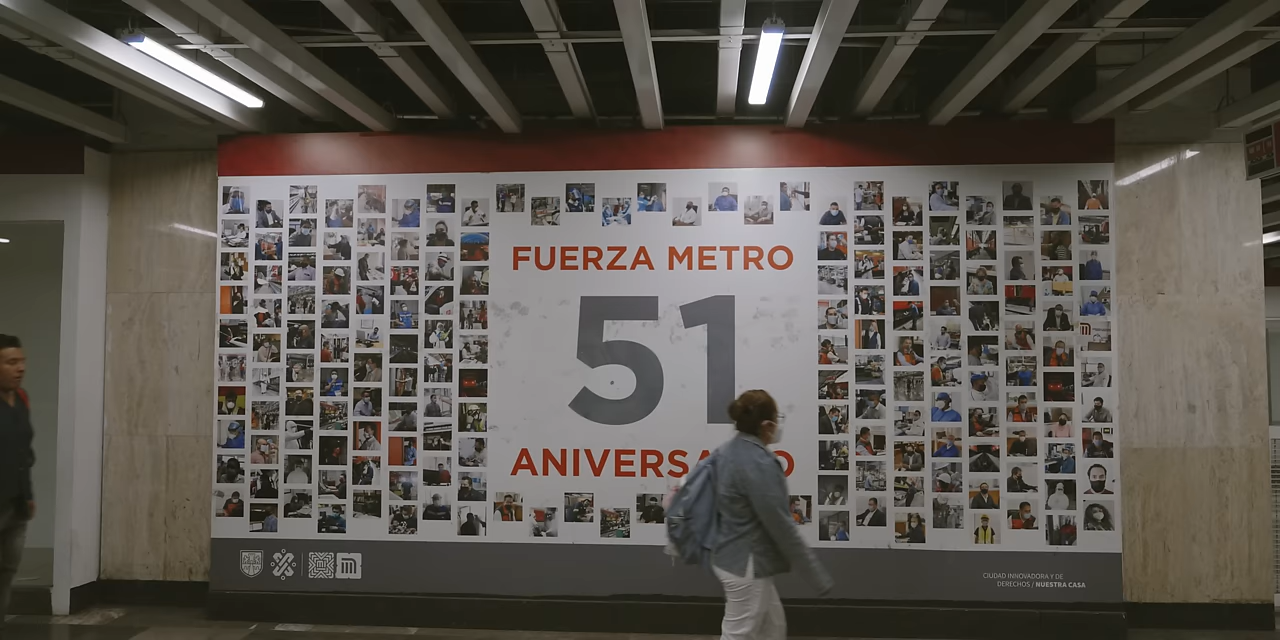 FUERZA METRO
51
ANIVERSA O
CIUDAD INNOVADORA Y DE
DERECHOS / NUESTRA CASA